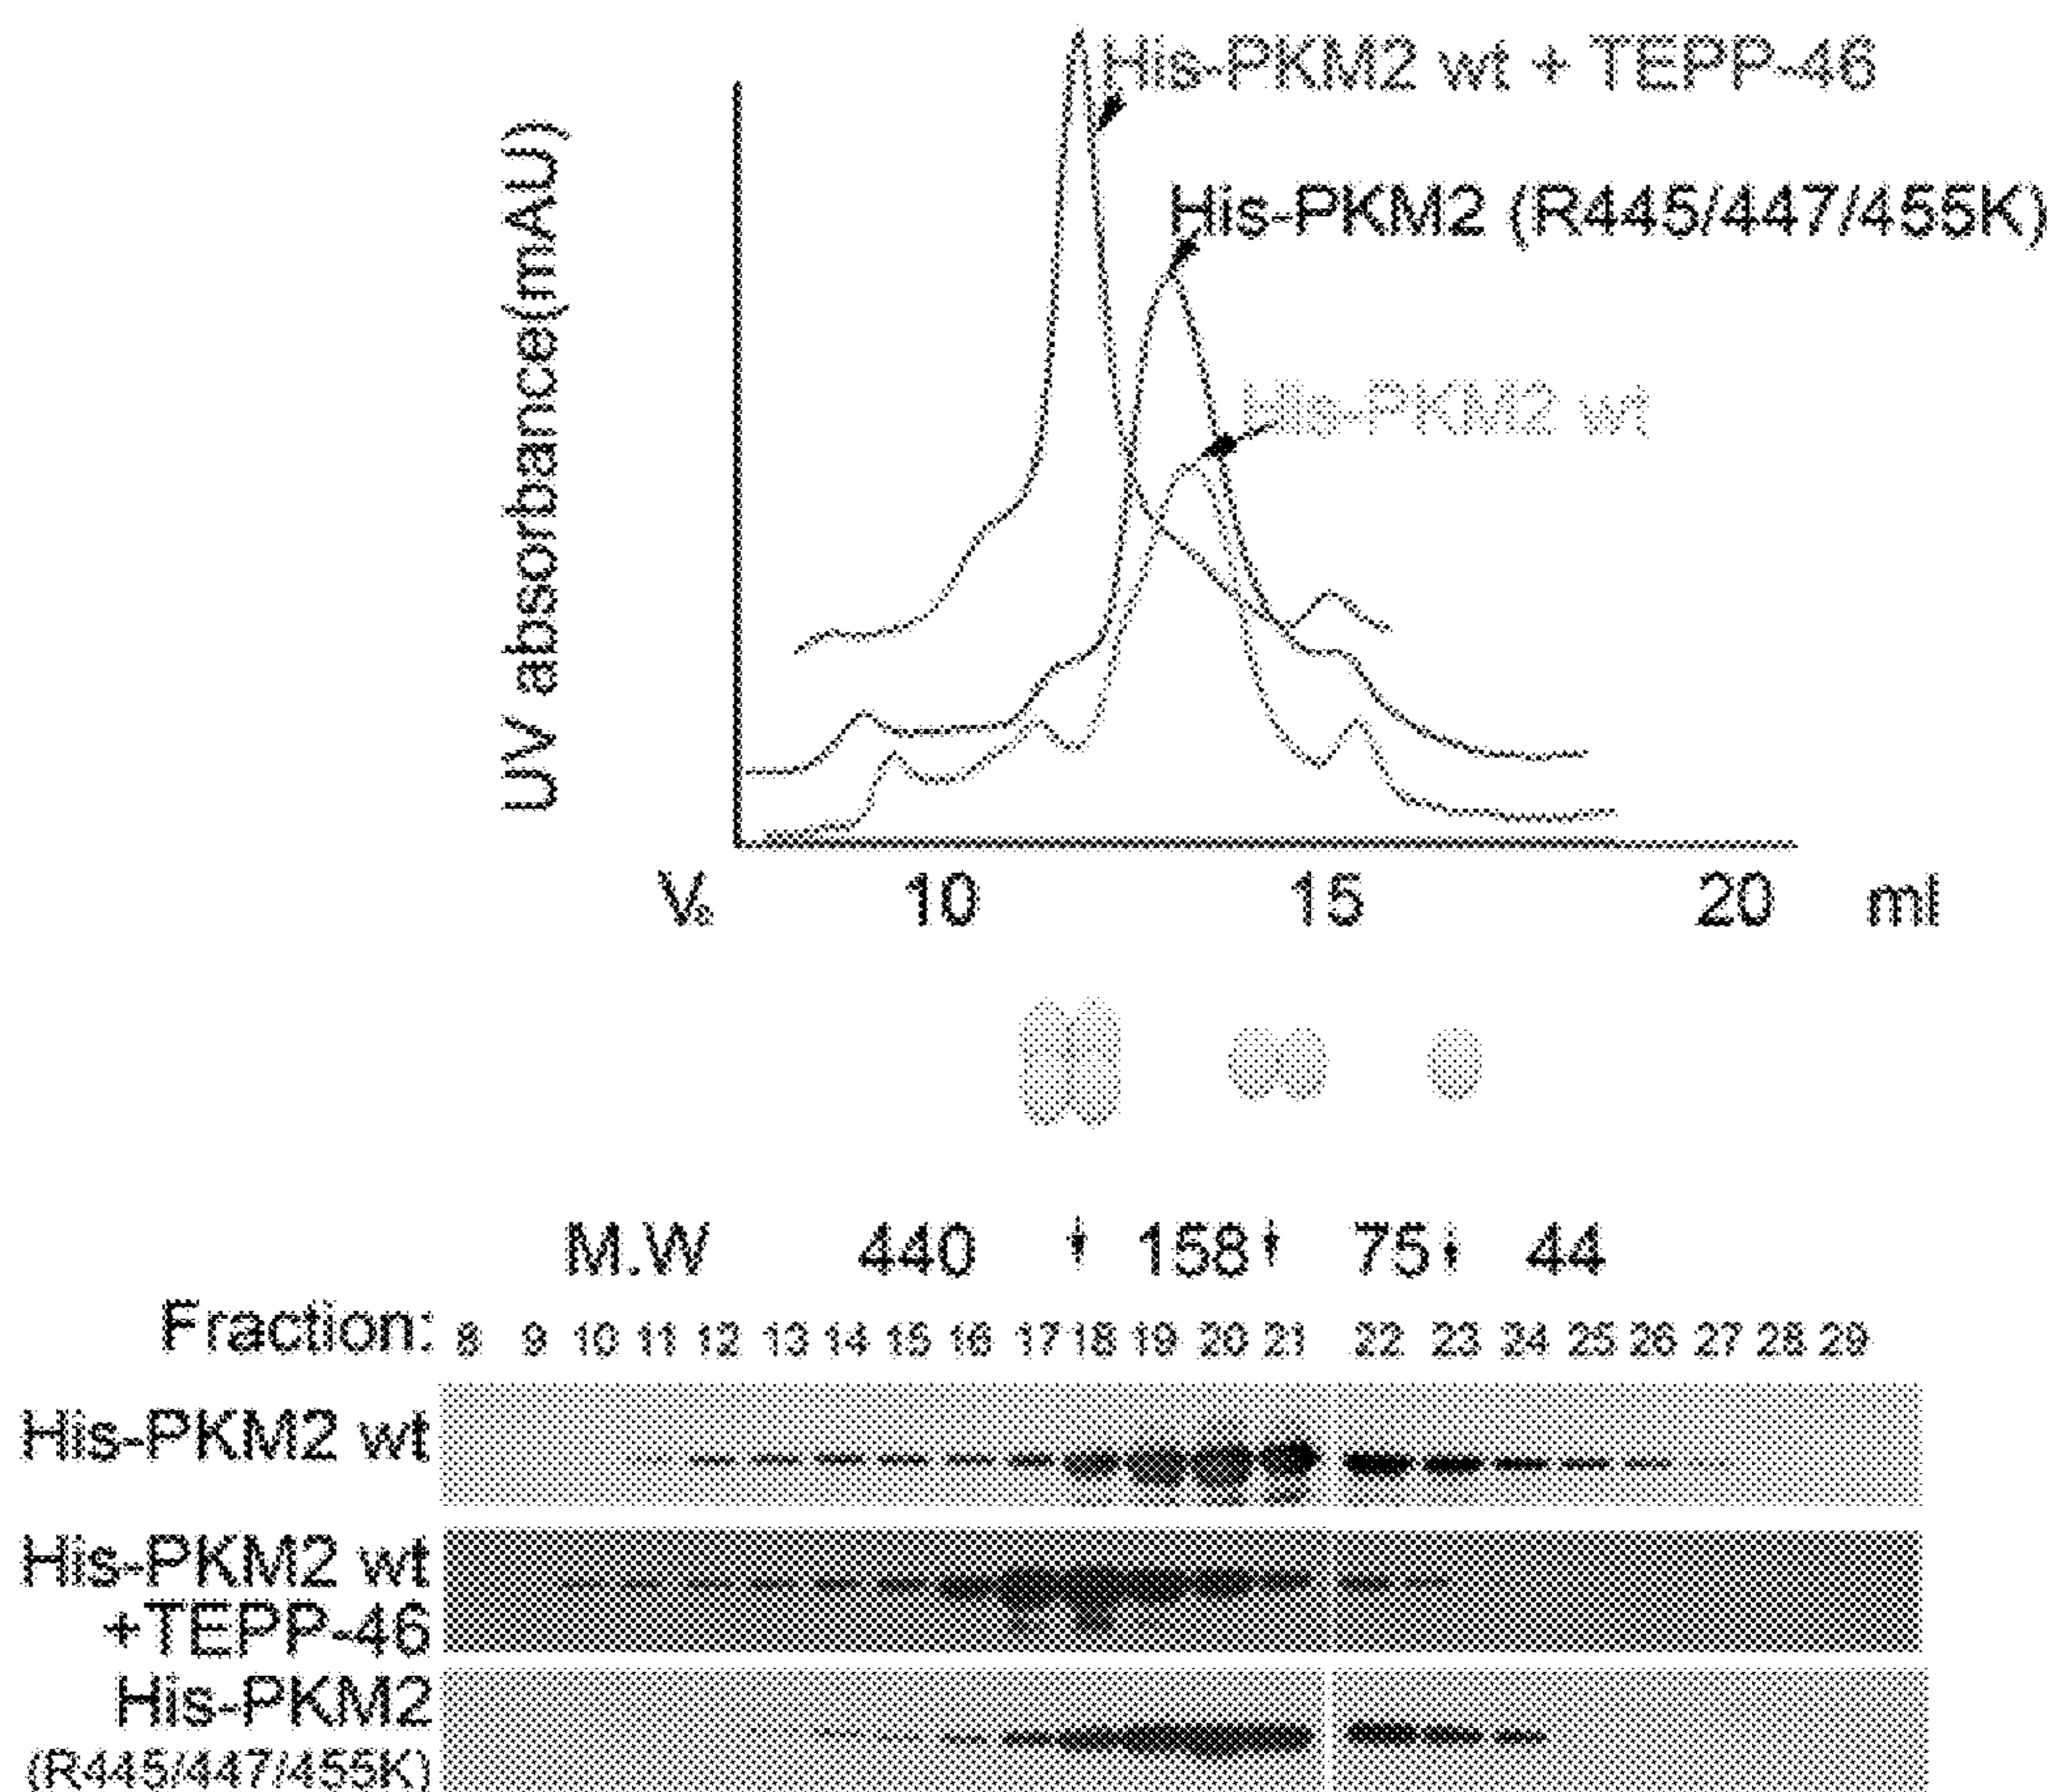 His-PKM2 wt + TEPP-46
His-PKM2 (R445/447/455K)
His-PKM2 wt
UV absorbance(mAU)
10 15 20 ml
M.W 440 158 75 44
Fraction: 8 9 10 11 12 13 14 15 16 17 18 19 20 21 22 23 24 25 26 27 28 29
His-PKM2 wt
His-PKM2 wt
+TEPP-46
His-PKM2
(R445/447/455K)